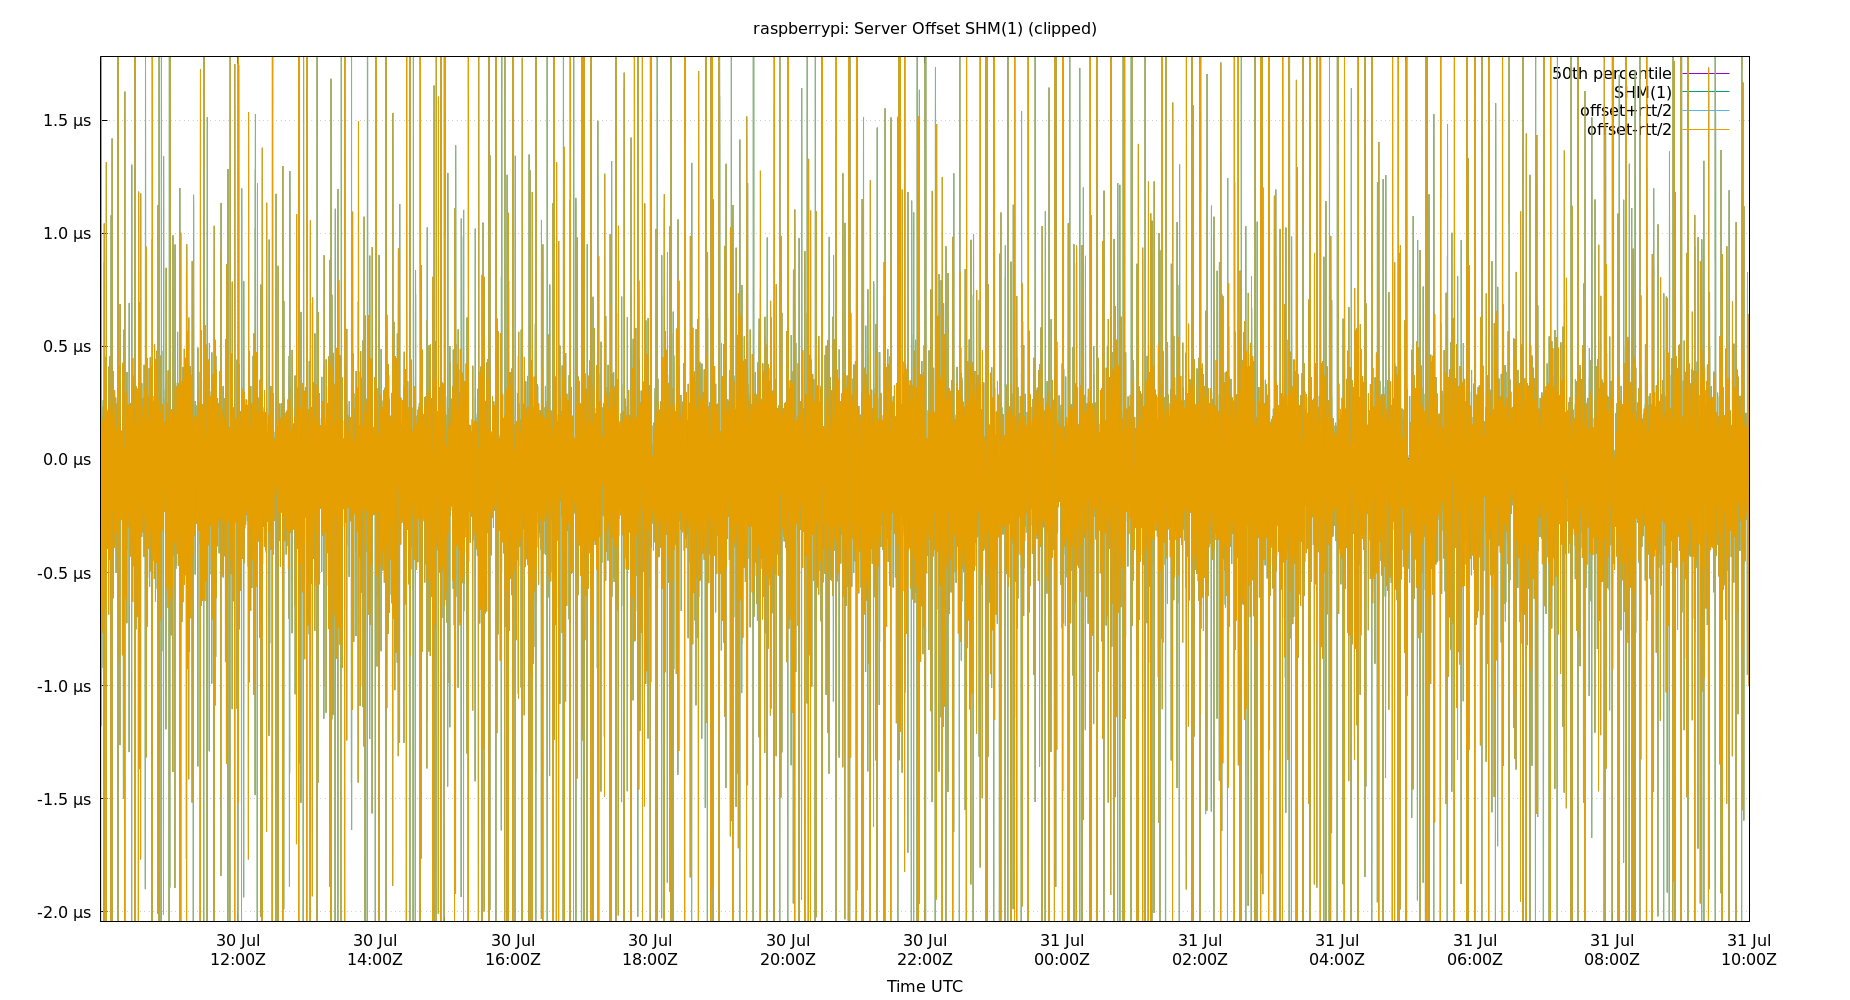 raspberrypi: Server Offset SHM(1) (clipped)
50th percentile
SHM(1)
offset+rtt/2
offset-rtt/2
1.5 µs
1.0 µs
0.5 µs
0.0 µs
-0.5 µs
-1.0 µs
-1.5 µs
-2.0 µs
30 Jul 30 Jul 30 Jul 30 Jul 30 Jul 30 Jul 31 Jul 31 Jul 31 Jul 31 Jul 31 Jul 31 Jul
12:00Z 14:00Z 16:00Z 18:00Z 20:00Z 22:00Z 00:00Z 02:00Z 04:00Z 06:00Z 08:00Z 10:00Z
Time UTC